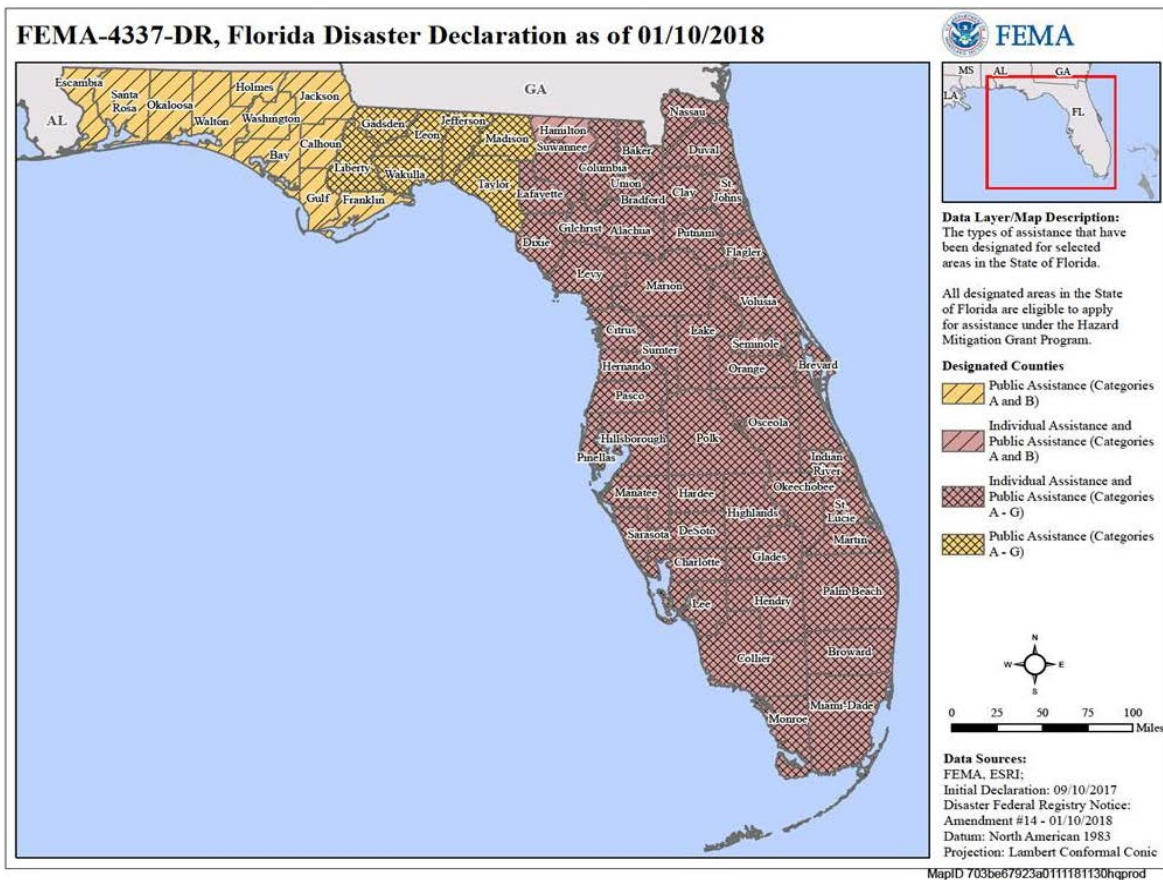 FEMA-4337-DR, Florida Disaster Declaration as of 01/10/2018
FEMA
MS
AL
GA
LA
FL
AL
GA
Escambia
Santa
Rosa
Okaloosa
Walton
Holmes
Washington
Jackson
Bay
Calhoun
Gulf
Franklin
Gadsden
Liberty
Leon
Wakulla
Jefferson
Madison
Taylor
Hamilton
Suwannee
Lafayette
Columbia
Baker
Nassau
Duval
Union
Bradford
Clay
St.
Johns
Dixie
Gilchrist
Alachua
Putnam
Flagler
Levy
Marion
Volusia
Citrus
Lake
Sumter
Seminole
Hernando
Orange
Brevard
Pasco
Osceola
Hillsborough
Polk
Pinellas
Indian
River
Okeechobee
Manatee
Hardee
Highlands
St.
Lucie
Sarasota
DeSoto
Martin
Charlotte
Glades
Lee
Hendry
Palm Beach
Collier
Broward
Monroe
Miami-Dade
Data Layer/Map Description:
The types of assistance that have
been designated for selected
areas in the State of Florida.
All designated areas in the State
of Florida are eligible to apply
for assistance under the Hazard
Mitigation Grant Program.
Designated Counties
Public Assistance (Categories
A and B)
Individual Assistance and
Public Assistance (Categories
A and B)
Individual Assistance and
Public Assistance (Categories
A - G)
Public Assistance (Categories
A - G)
N
W E
S
0 25 50 75 100
Miles
Data Sources:
FEMA, ESRI;
Initial Declaration: 09/10/2017
Disaster Federal Registry Notice:
Amendment #14 - 01/10/2018
Datum: North American 1983
Projection: Lambert Conformal Conic
MapID 703be67923a0111181130hqprod